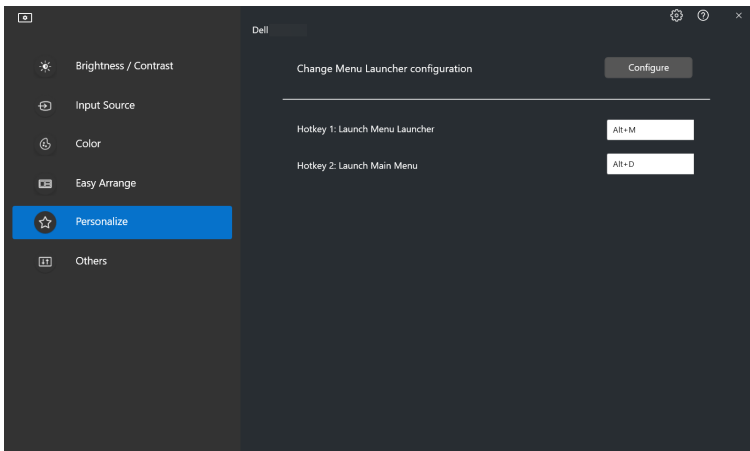 Dell
Brightness / Contrast
Input Source
Color
Easy Arrange
Personalize
Others
Change Menu Launcher configuration
Configure
Hotkey 1: Launch Menu Launcher
Alt+M
Hotkey 2: Launch Main Menu
Alt+D